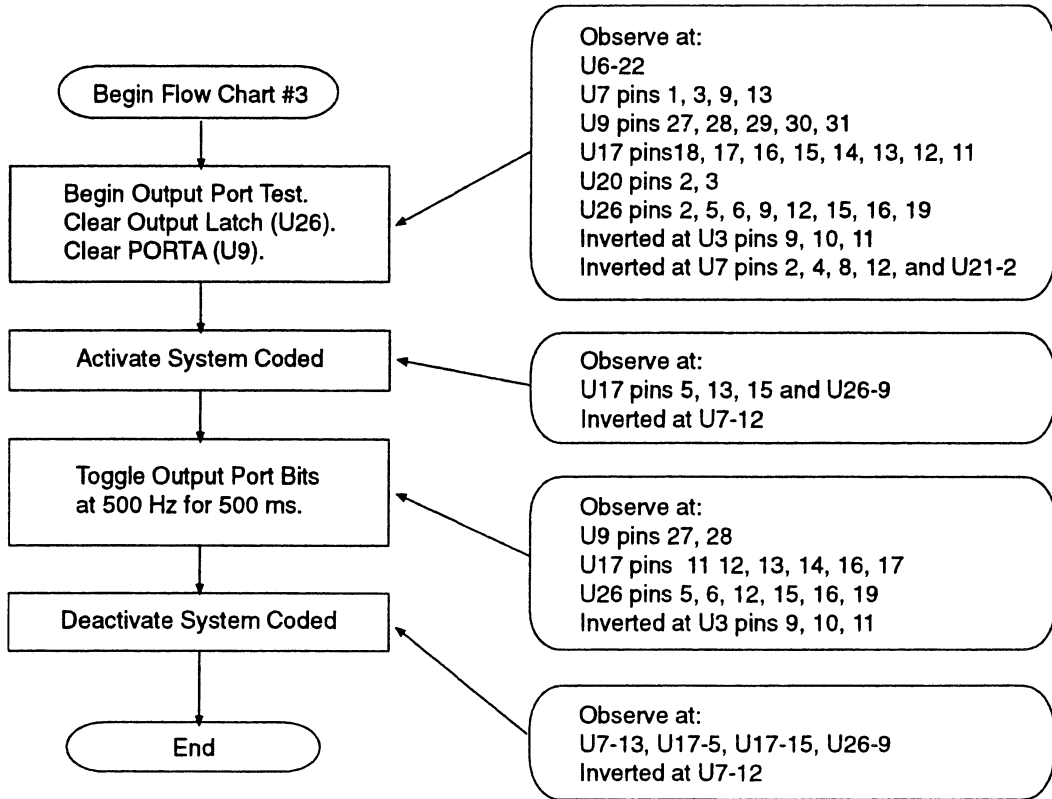 Begin Flow Chart #3
Begin Output Port Test.
Clear Output Latch (U26).
Clear PORTA (U9).
Activate System Coded
Toggle Output Port Bits
at 500 Hz for 500 ms.
Deactivate System Coded
End
Observe at:
U6-22
U7 pins 1, 3, 9, 13
U9 pins 27, 28, 29, 30, 31
U17 pins18, 17, 16, 15, 14, 13, 12, 11
U20 pins 2, 3
U26 pins 2, 5, 6, 9, 12, 15, 16, 19
Inverted at U3 pins 9, 10, 11
Inverted at U7 pins 2, 4, 8, 12, and U21-2
Observe at:
U17 pins 5, 13, 15 and U26-9
Inverted at U7-12
Observe at:
U9 pins 27, 28
U17 pins 11 12, 13, 14, 16, 17
U26 pins 5, 6, 12, 15, 16, 19
Inverted at U3 pins 9, 10, 11
Observe at:
U7-13, U17-5, U17-15, U26-9
Inverted at U7-12